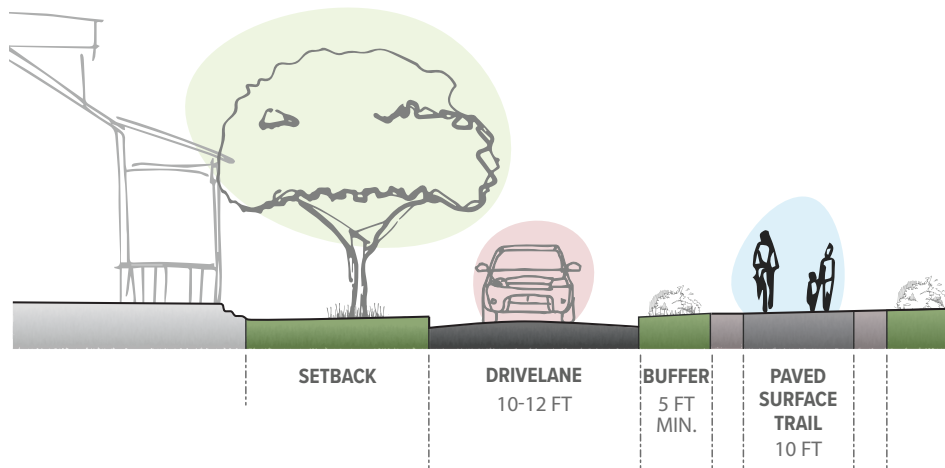 SETBACK
DRIVELANE
10-12 FT
BUFFER
5 FT
MIN.
PAVED
SURFACE
TRAIL
10 FT